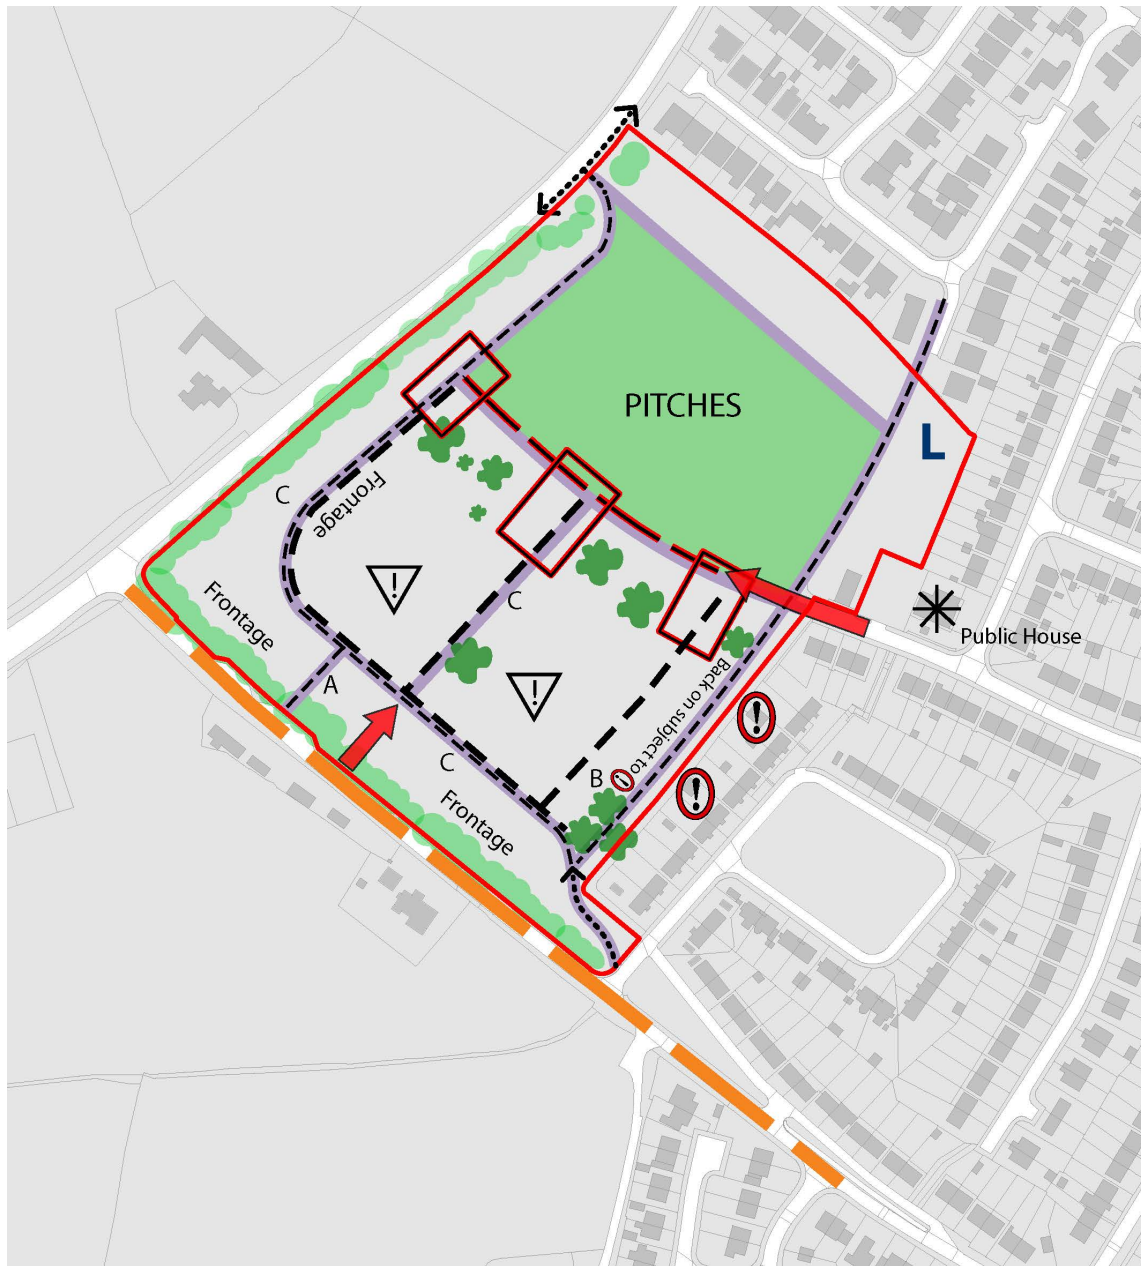 PITCHES
L
C
Frontage
Frontage
C
A
Public House
Back on subject to
!
B
C
Frontage
!
!
!
!